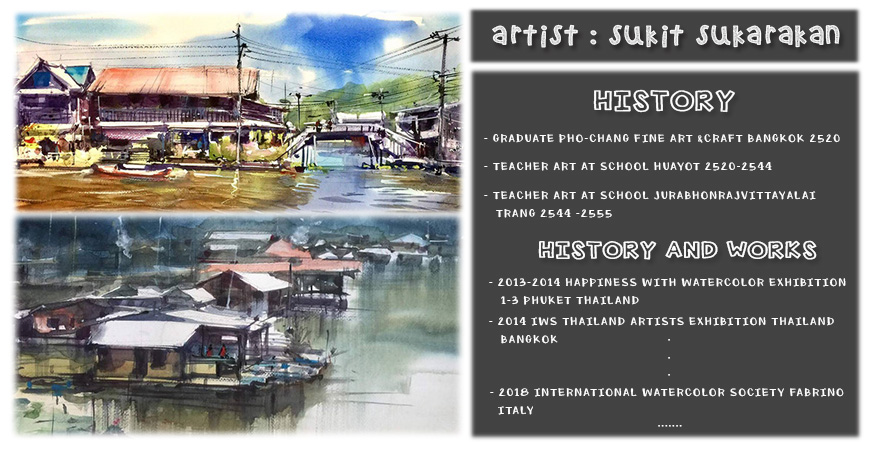 artist : Sukit Sukarakan
HISTORY
- GRADUATE PHO-CHANG FINE ART &CRAFT BANGKOK 2520
- TEACHER ART AT SCHOOL HUAYOT 2520-2544
- TEACHER ART AT SCHOOL JURABHONRAJVITTAYALAI
TRANG 2544 -2555
HISTORY AND WORKS
- 2013-2014 HAPPINESS WITH WATERCOLOR EXHIBITION
1-3 PHUKET THAILAND
- 2014 IWS THAILAND ARTISTS EXHIBITION THAILAND
BANGKOK
.
.
.
- 2018 INTERNATIONAL WATERCOLOR SOCIETY FABRINO
ITALY
.......